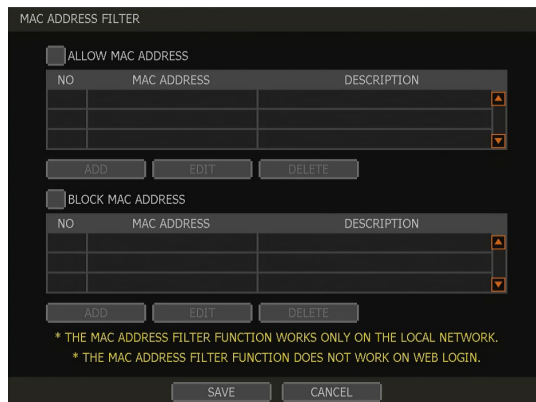 MAC ADDRESS FILTER
ALLOW MAC ADDRESS
NO MAC ADDRESS DESCRIPTION
ADD EDIT DELETE
BLOCK MAC ADDRESS
NO MAC ADDRESS DESCRIPTION
ADD EDIT DELETE
* THE MAC ADDRESS FILTER FUNCTION WORKS ONLY ON THE LOCAL NETWORK.
* THE MAC ADDRESS FILTER FUNCTION DOES NOT WORK ON WEB LOGIN.
SAVE CANCEL